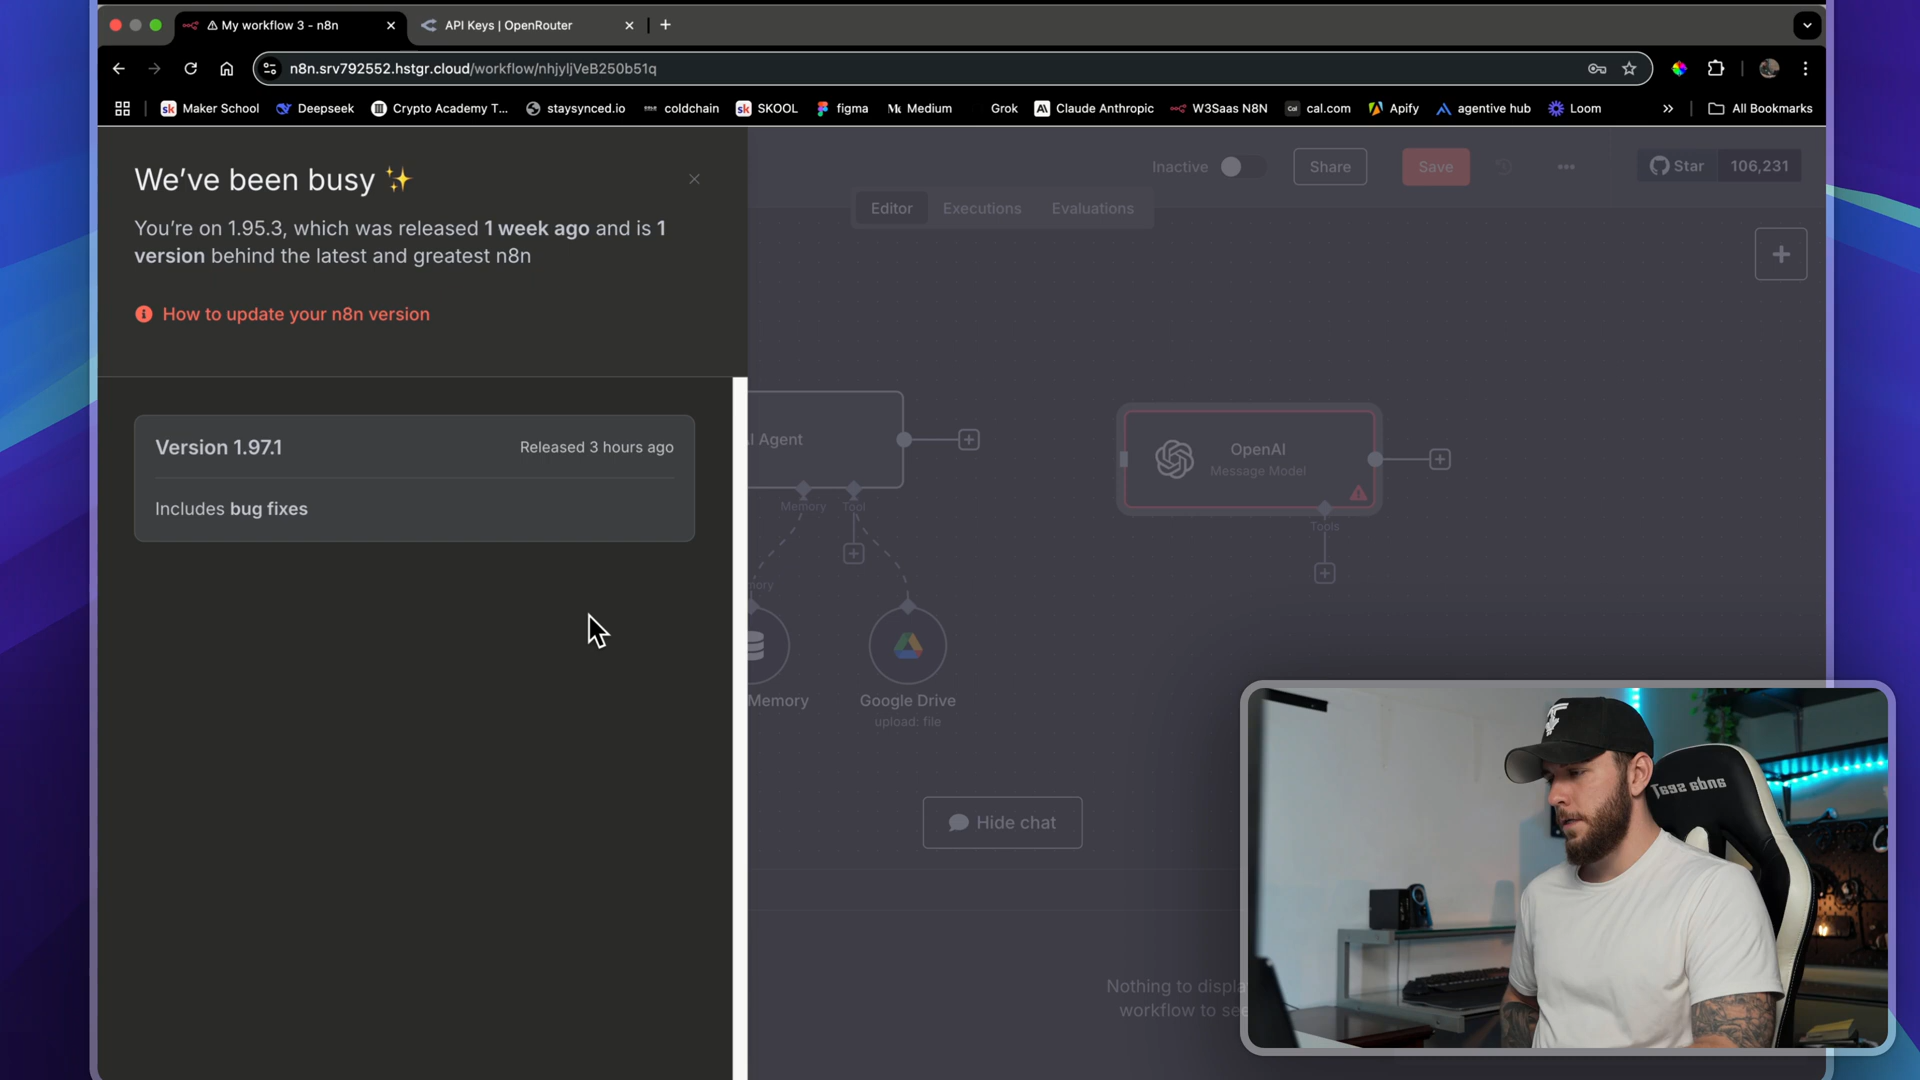 My workflow 3 - n8n
API Keys | OpenRouter
n8n.srv792552.hstgr.cloud/workflow/nhjyljVeB250b51q
Maker School
Deepseek
Crypto Academy T...
staysynced.io
coldchain
SKOOL
figma
Medium
Grok
Claude Anthropic
W3Saas N8N
cal.com
Apify
agentive hub
Loom
All Bookmarks
We've been busy ✨
You're on 1.95.3, which was released 1 week ago and is 1
version behind the latest and greatest n8n
How to update your n8n version
Version 1.97.1
Released 3 hours ago
Includes bug fixes
Inactive
Share
Save
Star
106,231
Editor
Executions
Evaluations
I Agent
Memory
Tool
OpenAI
Message Model
Tools
Memory
Google Drive
upload: file
Hide chat
Nothing to displa
workflow to see